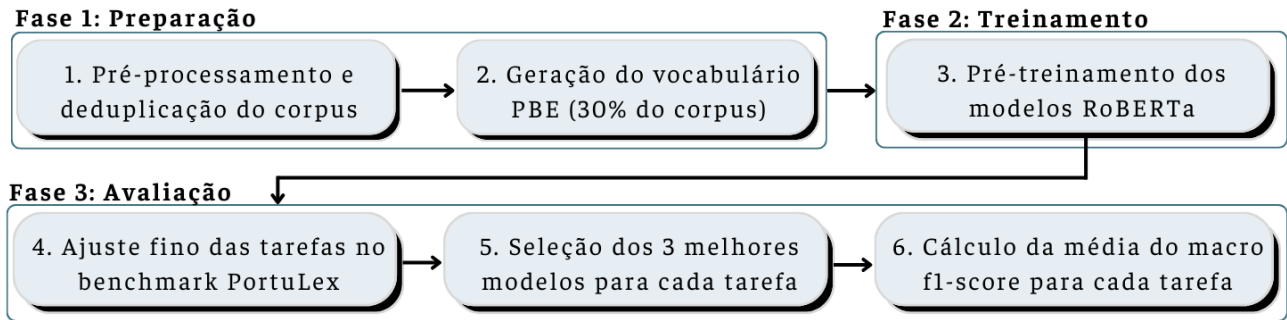 Fase 1: Preparação
1. Pré-processamento e
deduplicação do corpus
2. Geração do vocabulário
PBE (30% do corpus)
Fase 2: Treinamento
3. Pré-treinamento dos
modelos RoBERTa
Fase 3: Avaliação
4. Ajuste fino das tarefas no
benchmark PortuLex
5. Seleção dos 3 melhores
modelos para cada tarefa
6. Cálculo da média do macro
f1-score para cada tarefa